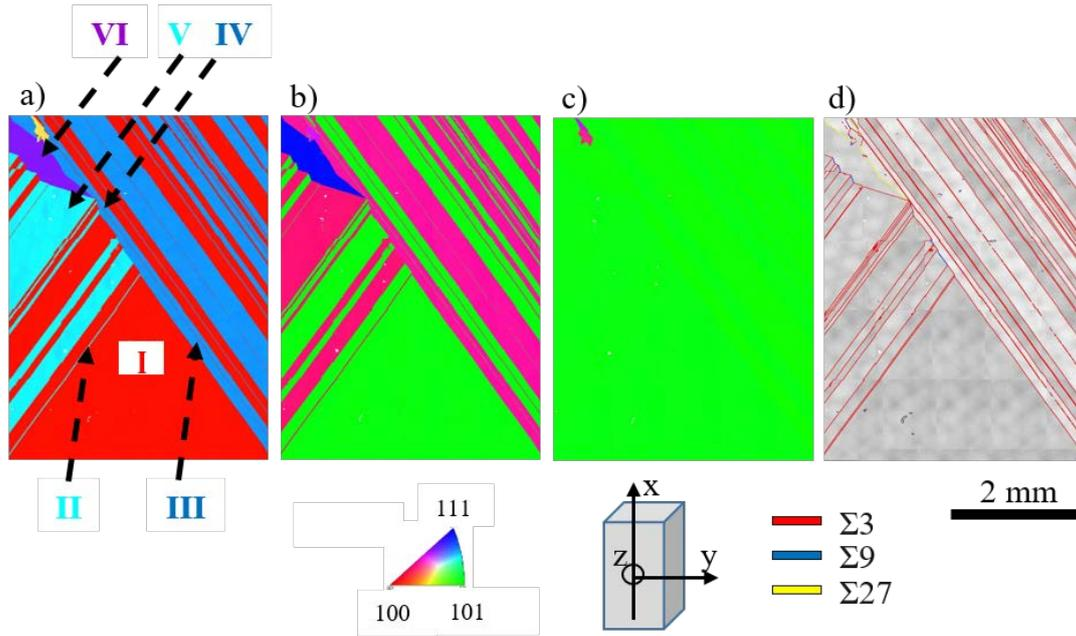 VI
V IV
a)
b)
c)
d)
I
II
III
111
100
101
x
z
y
2 mm
Σ3
Σ9
Σ27